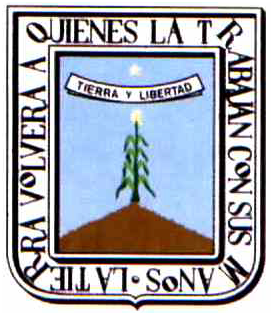 LA TIERRA VOLVERA A QUIENES LA TRABAJAN CON SUS MANOS·
TIERRA Y LIBERTAD